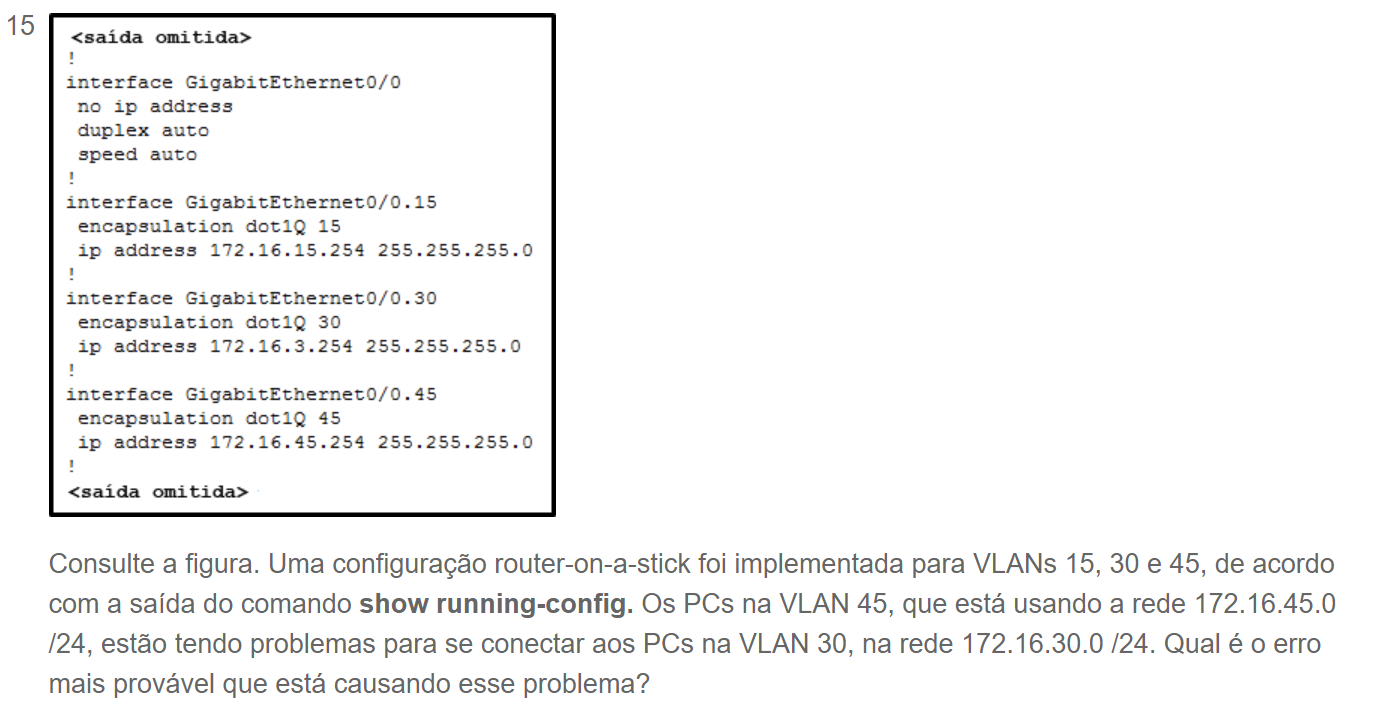 15
<saída omitida>
!
interface GigabitEthernet0/0
no ip address
duplex auto
speed auto
!
interface GigabitEthernet0/0.15
encapsulation dot1Q 15
ip address 172.16.15.254 255.255.255.0
!
interface GigabitEthernet0/0.30
encapsulation dot1Q 30
ip address 172.16.3.254 255.255.255.0
!
interface GigabitEthernet0/0.45
encapsulation dot1Q 45
ip address 172.16.45.254 255.255.255.0
!
<saída omitida>
Consulte a figura. Uma configuração router-on-a-stick foi implementada para VLANs 15, 30 e 45, de acordo
com a saída do comando show running-config. Os PCs na VLAN 45, que está usando a rede 172.16.45.0
/24, estão tendo problemas para se conectar aos PCs na VLAN 30, na rede 172.16.30.0 /24. Qual é o erro
mais provável que está causando esse problema?